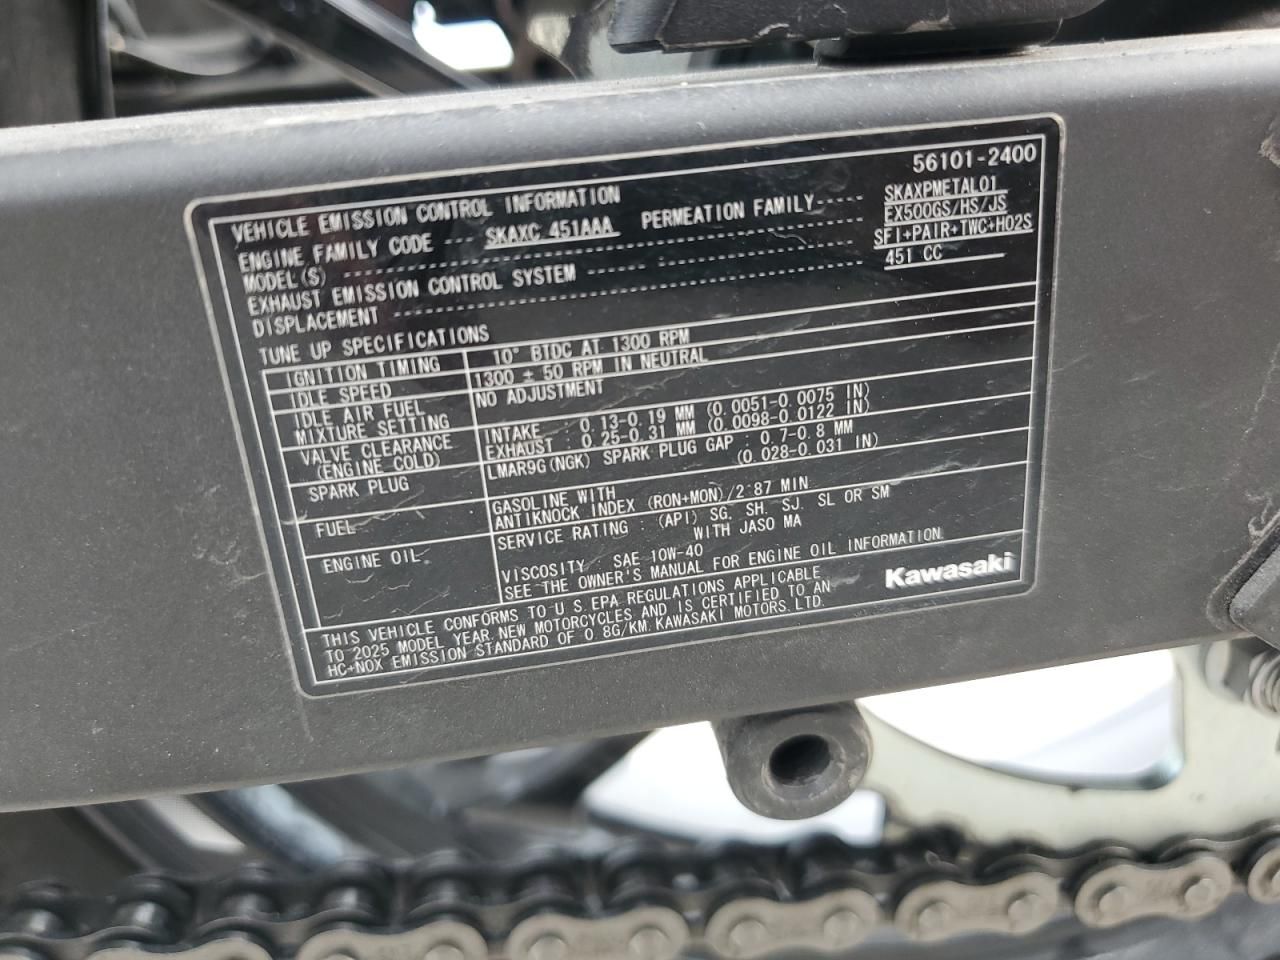 56101-2400
VEHICLE EMISSION CONTROL INFORMATION
ENGINE FAMILY CODE --- SKAXC.451AAA PERMEATION FAMILY----- SKAXPMETAL01
MODEL(S) ---------- EX500GS/HS/JS
EXHAUST EMISSION CONTROL SYSTEM ---------- SFI+PAIR+TWC+HO2S
DISPLACEMENT ---------- 451 CC
TUNE UP SPECIFICATIONS
IGNITION TIMING 10° BTDC AT 1300 RPM
IDLE SPEED 1300 ± 50 RPM IN NEUTRAL
IDLE AIR FUEL NO ADJUSTMENT
MIXTURE SETTING
VALVE CLEARANCE INTAKE : 0.13-0.19 MM (0.0051-0.0075 IN)
(ENGINE COLD) EXHAUST : 0.25-0.31 MM (0.0098-0.0122 IN)
SPARK PLUG LMAR9G(NGK) SPARK PLUG GAP : 0.7-0.8 MM
(0.028-0.031 IN)
FUEL GASOLINE WITH
ANTIKNOCK INDEX (RON+MON)/2:87 MIN
ENGINE OIL SERVICE RATING : (API) SG, SH, SJ, SL OR SM
WITH JASO MA
VISCOSITY : SAE 10W-40
SEE THE OWNER'S MANUAL FOR ENGINE OIL INFORMATION.
THIS VEHICLE CONFORMS TO U.S.EPA REGULATIONS APPLICABLE
TO 2025 MODEL YEAR NEW MOTORCYCLES AND IS CERTIFIED TO AN
HC+NOX EMISSION STANDARD OF 0.8G/KM.KAWASAKI MOTORS,LTD.
Kawasaki